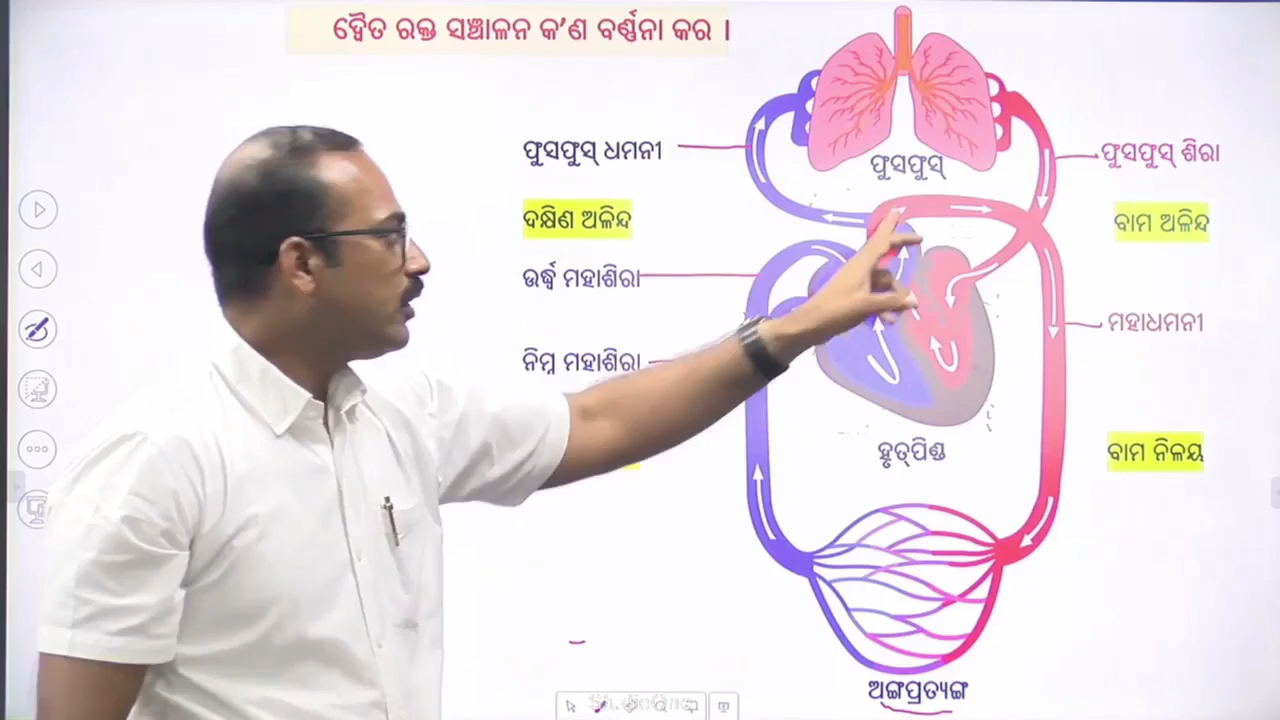 ଦ୍ୱୈତ ରକ୍ତ ସଞ୍ଚାଳନ କ'ଣ ବର୍ଣ୍ଣନା କର ।
ଫୁସଫୁସ୍ ଧମନୀ
ଫୁସଫୁସ୍
ଫୁସଫୁସ୍ ଶିରା
ଦକ୍ଷିଣ ଅଳିନ୍ଦ
ବାମ ଅଳିନ୍ଦ
ଉର୍ଦ୍ଧ୍ୱ ମହାଶିରା
ମହାଧମନୀ
ନିମ୍ନ ମହାଶିରା
ହୃତ୍‌ପିଣ୍ଡ
ବାମ ନିଳୟ
ଅଙ୍ଗପ୍ରତ୍ୟଙ୍ଗ